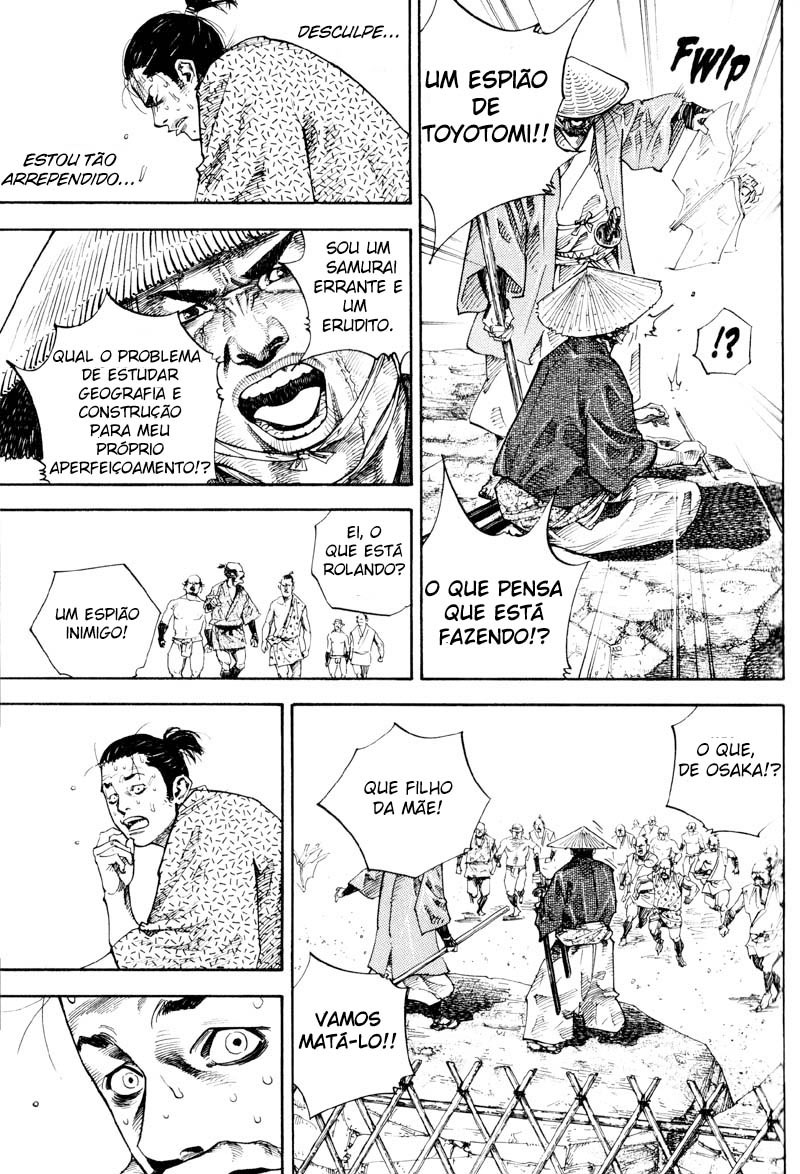 UM ESPIÃO
DE
TOYOTOMI!!
FWIP
!?
O QUE PENSA
QUE ESTÁ
FAZENDO!?
DESCULPE...
ESTOU TÃO
ARREPENDIDO...
SOU UM
SAMURAI
ERRANTE E
UM
ERUDITO.
QUAL O PROBLEMA
DE ESTUDAR
GEOGRAFIA E
CONSTRUÇÃO
PARA MEU
PRÓPRIO
APERFEIÇOAMENTO!?
EI, O
QUE ESTÁ
ROLANDO?
UM ESPIÃO
INIMIGO!
O QUE,
DE OSAKA!?
QUE FILHO
DA MÃE!
VAMOS
MATÁ-LO!!